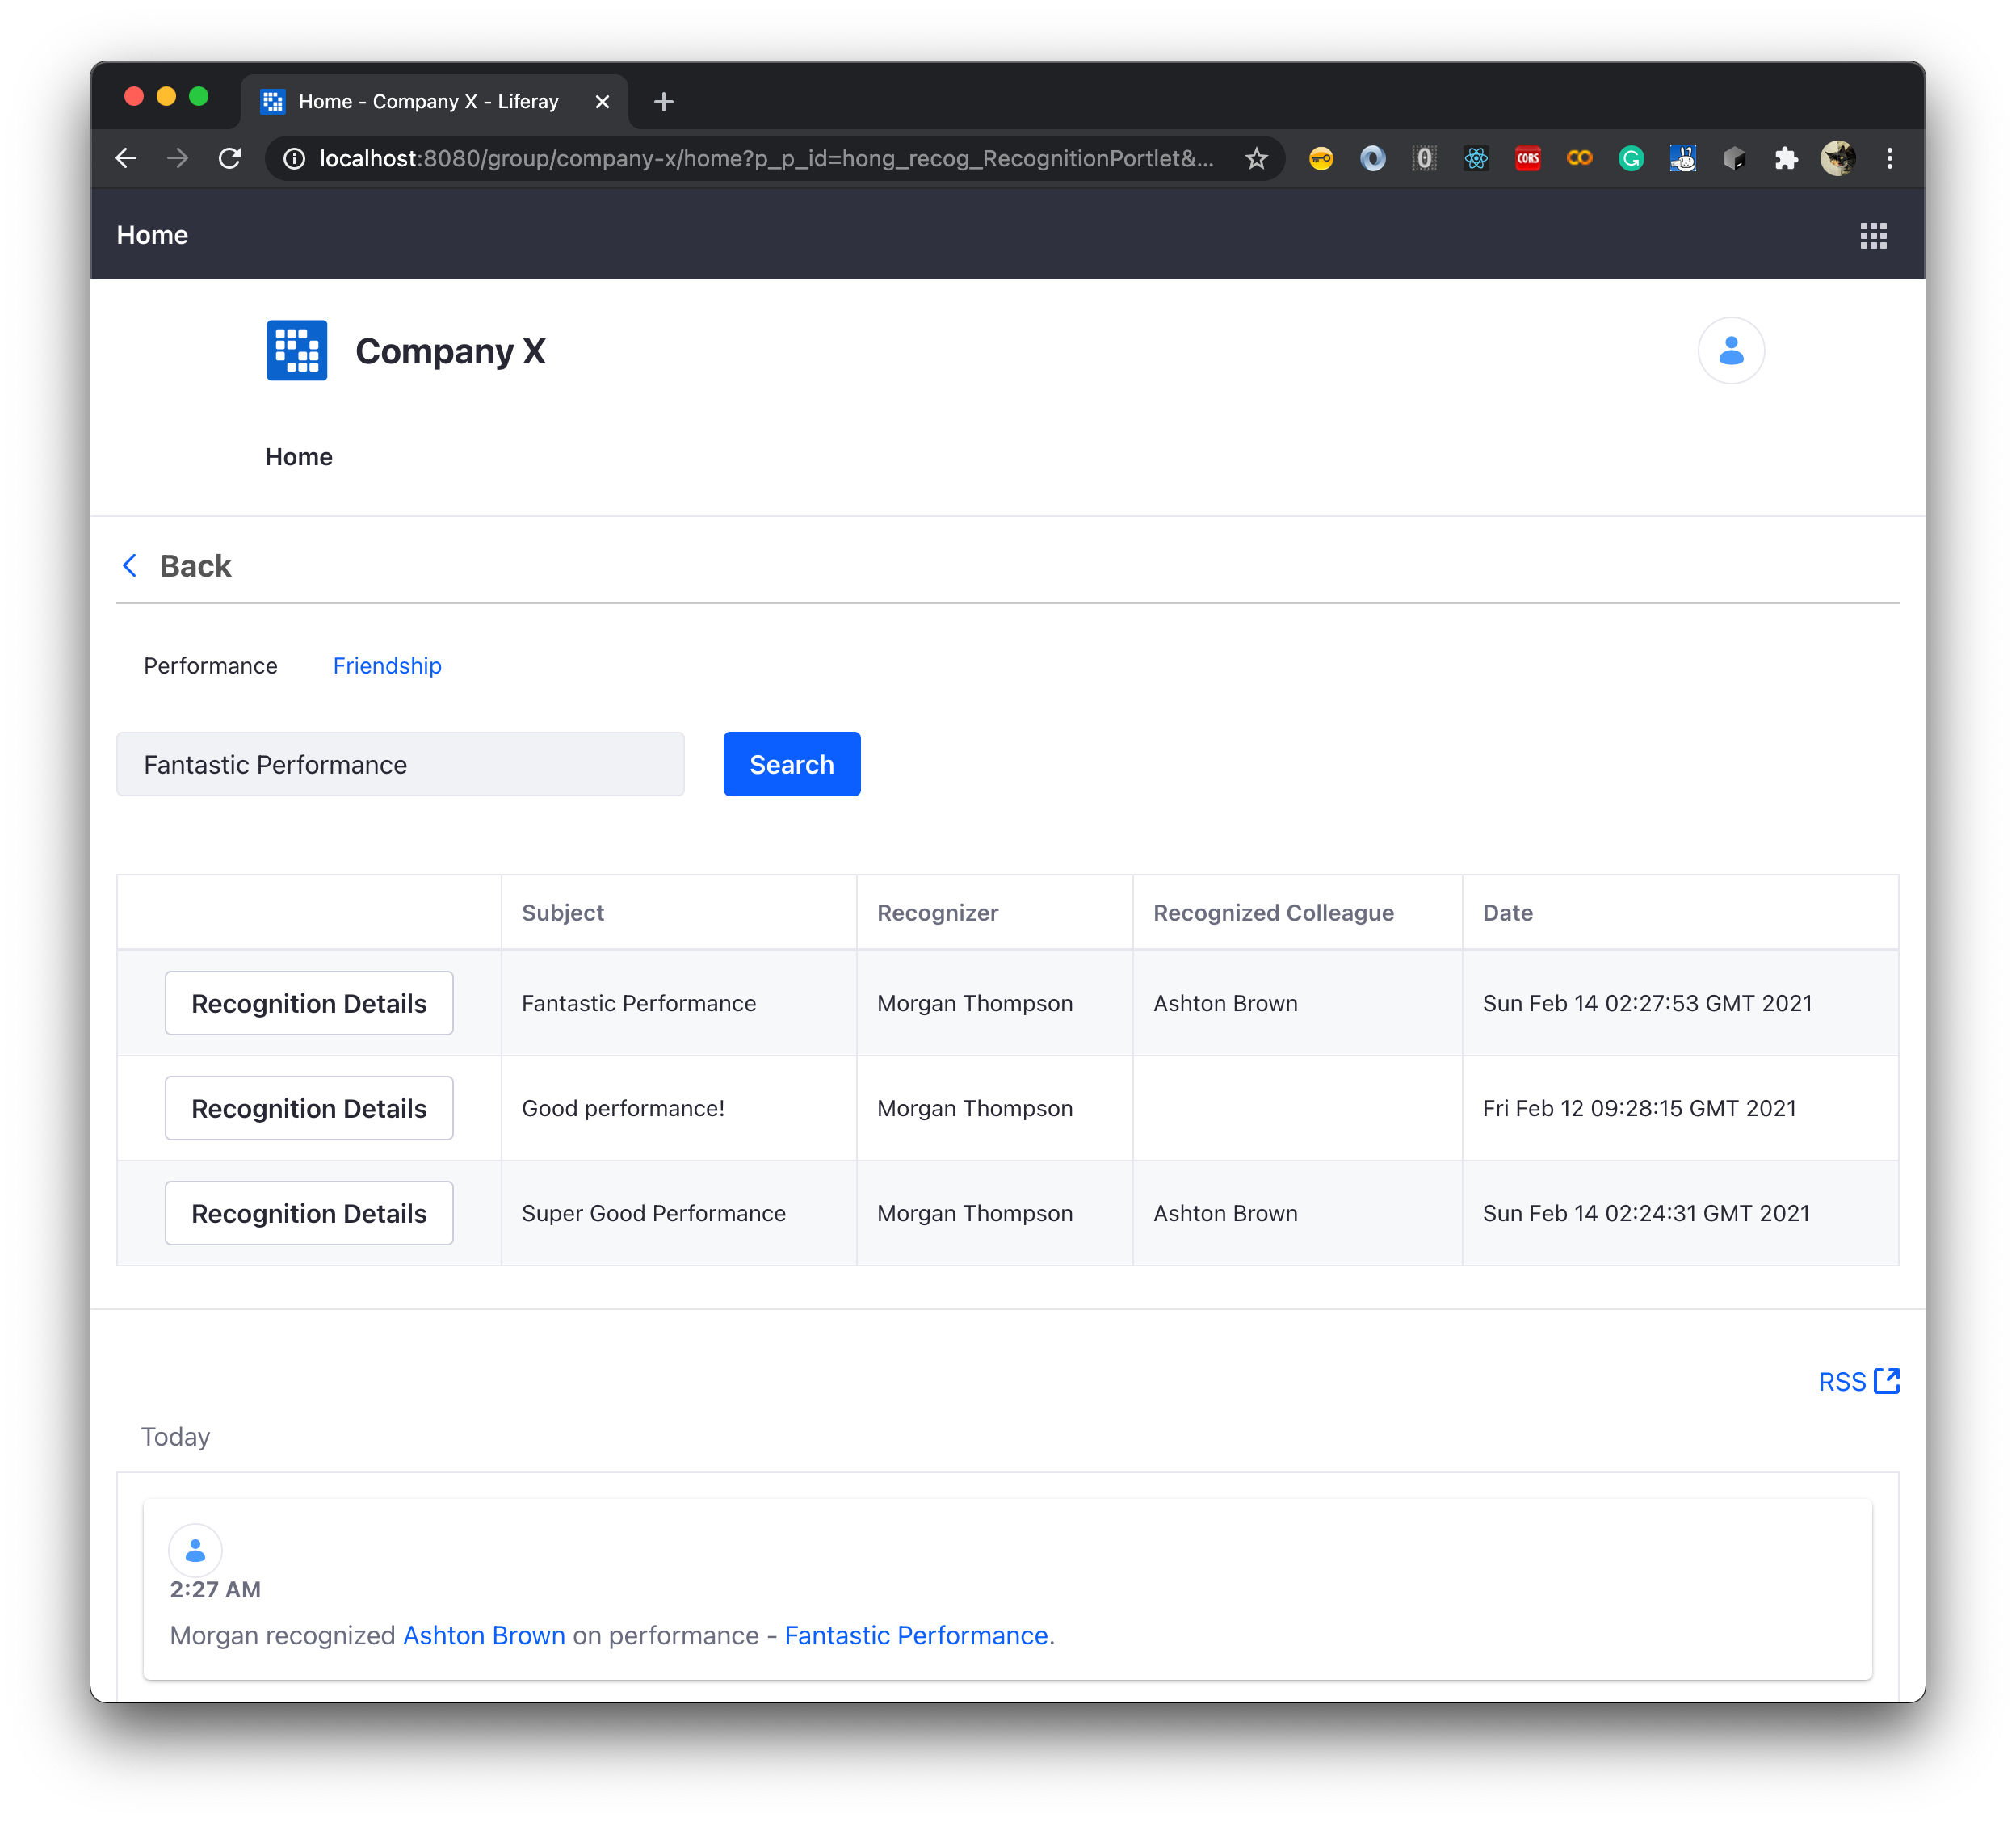 Home - Company X - Liferay
localhost:8080/group/company-x/home?p_p_id=hong_recog_RecognitionPortlet&...
CORS
Home
Company X
Home
Back
Performance Friendship
Fantastic Performance Search
Subject Recognizer Recognized Colleague Date
Recognition Details Fantastic Performance Morgan Thompson Ashton Brown Sun Feb 14 02:27:53 GMT 2021
Recognition Details Good performance! Morgan Thompson Fri Feb 12 09:28:15 GMT 2021
Recognition Details Super Good Performance Morgan Thompson Ashton Brown Sun Feb 14 02:24:31 GMT 2021
RSS
Today
2:27 AM
Morgan recognized Ashton Brown on performance - Fantastic Performance.